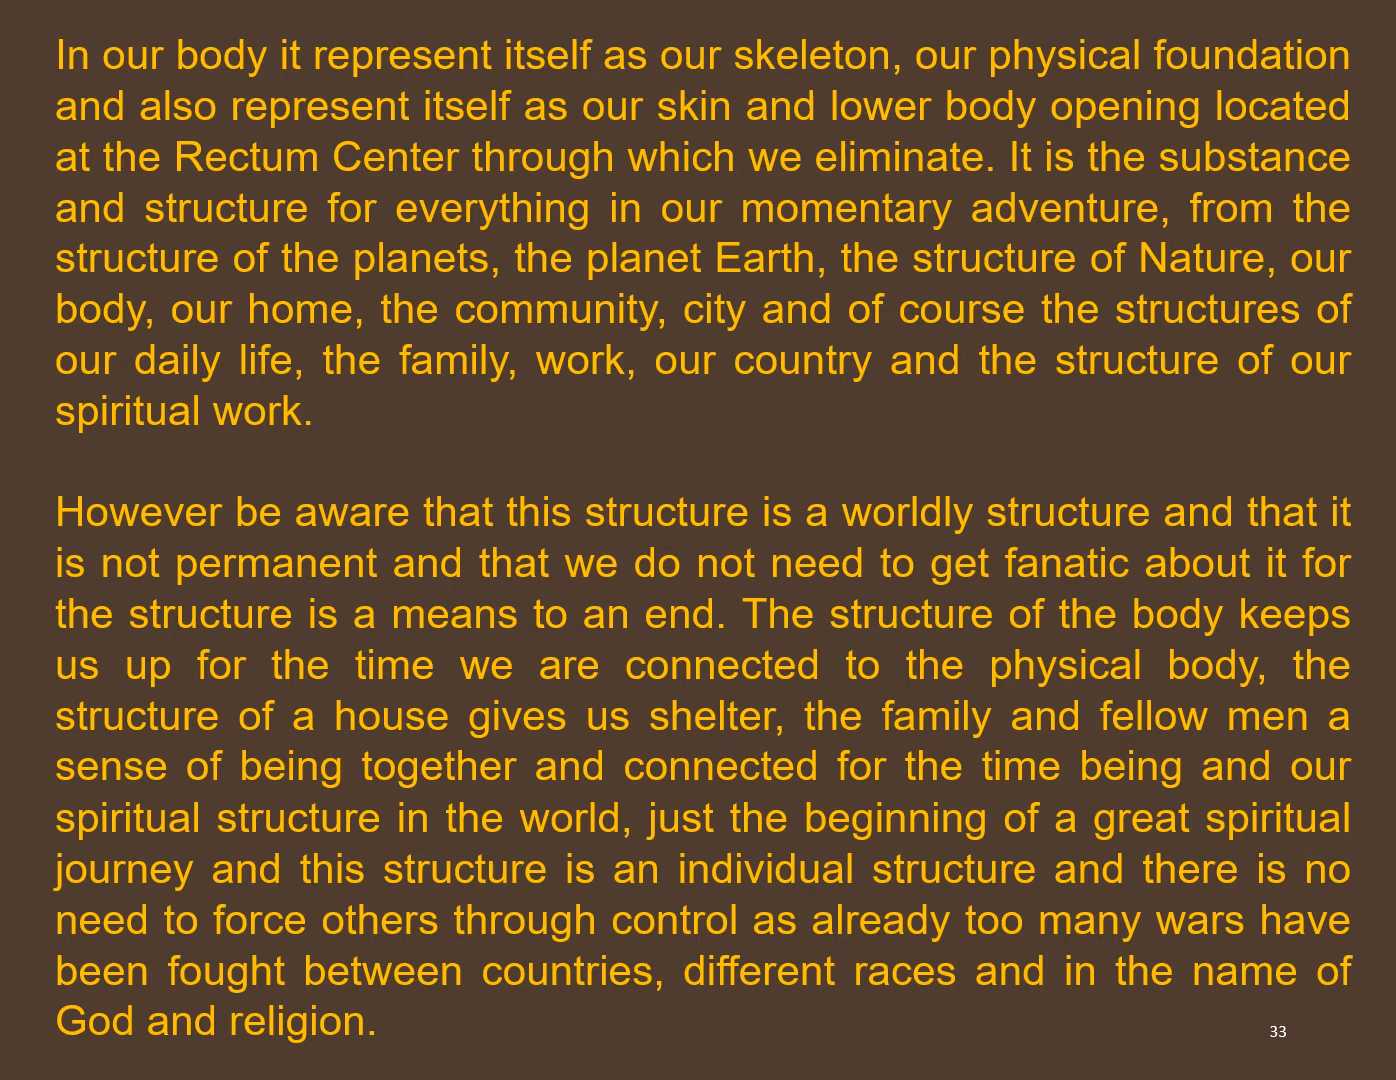 In our body it represent itself as our skeleton, our physical foundation
and also represent itself as our skin and lower body opening located
at the Rectum Center through which we eliminate. It is the substance
and structure for everything in our momentary adventure, from the
structure of the planets, the planet Earth, the structure of Nature, our
body, our home, the community, city and of course the structures of
our daily life, the family, work, our country and the structure of our
spiritual work.
However be aware that this structure is a worldly structure and that it
is not permanent and that we do not need to get fanatic about it for
the structure is a means to an end. The structure of the body keeps
us up for the time we are connected to the physical body, the
structure of a house gives us shelter, the family and fellow men a
sense of being together and connected for the time being and our
spiritual structure in the world, just the beginning of a great spiritual
journey and this structure is an individual structure and there is no
need to force others through control as already too many wars have
been fought between countries, different races and in the name of
God and religion.
33